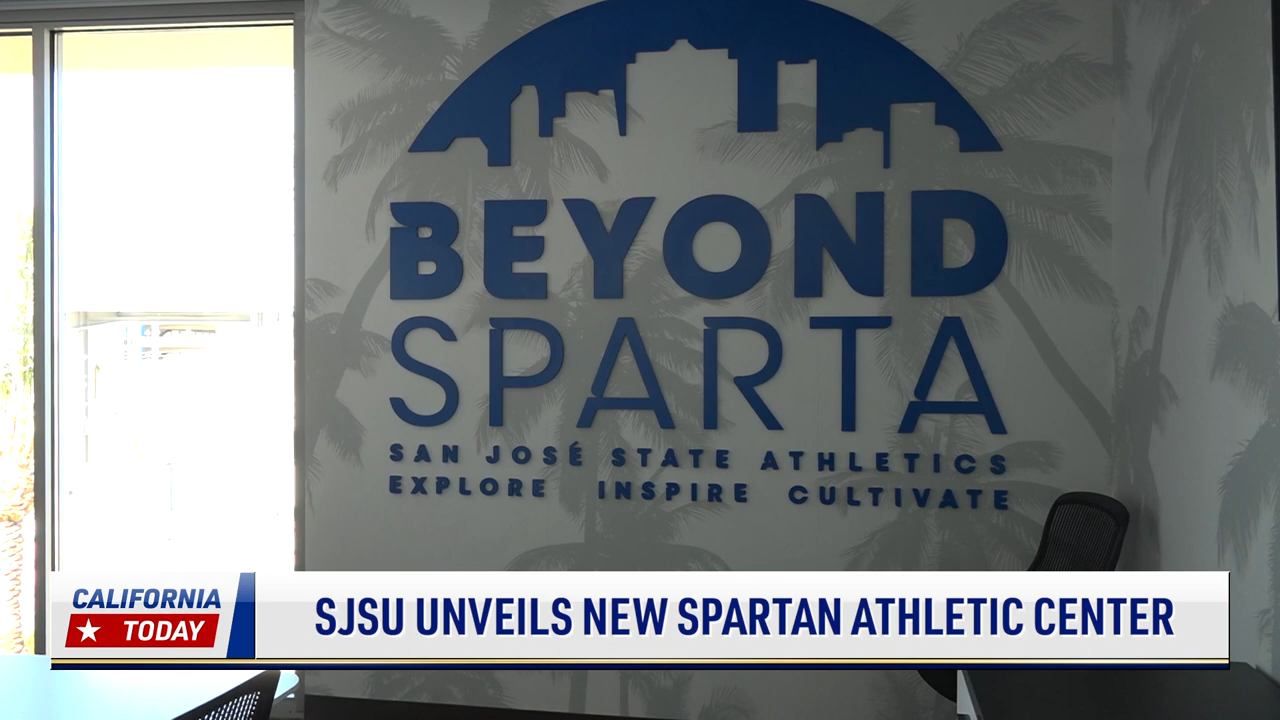 BEYOND
SPARTA
SAN JOSÉ STATE ATHLETICS
EXPLORE INSPIRE CULTIVATE
CALIFORNIA
TODAY
SJSU UNVEILS NEW SPARTAN ATHLETIC CENTER